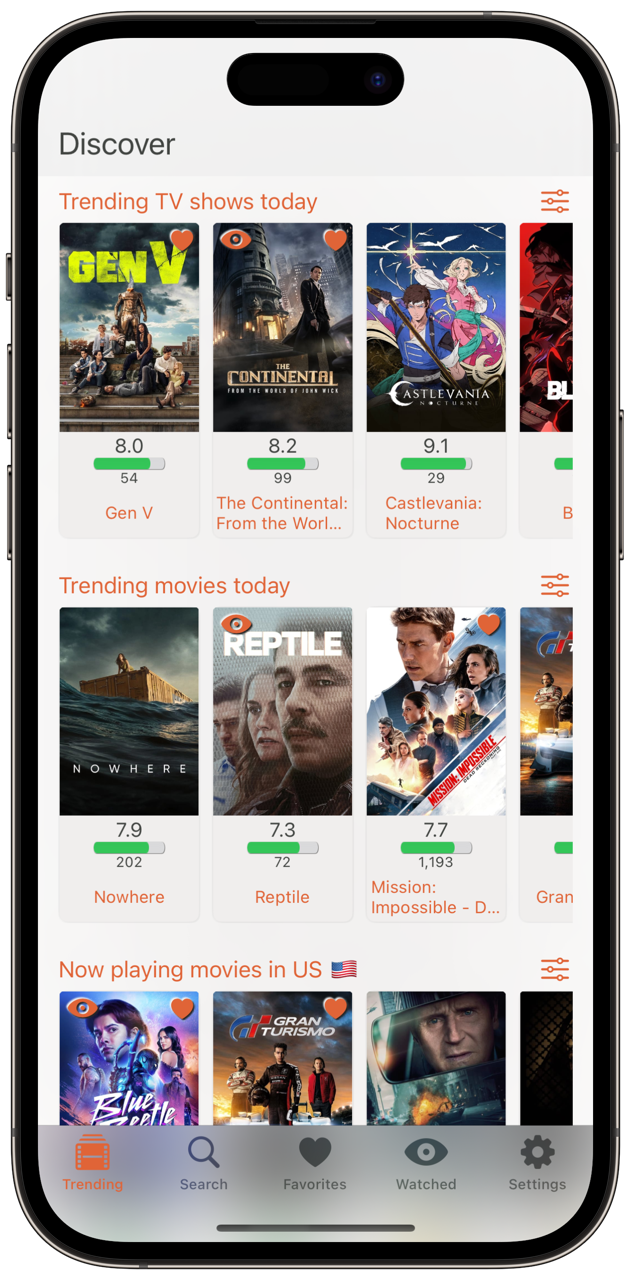 Discover
Trending TV shows today
GEN V
THE
CONTINENTAL
FROM THE WORLD OF JOHN WICK
CASTLEVANIA
NOCTURNE
BL
8.0
8.2
9.1
54
99
29
Gen V
The Continental:
From the Worl...
Castlevania:
Nocturne
B
Trending movies today
NOWHERE
REPTILE
MISSION: IMPOSSIBLE
DEAD RECKONING
7.9
7.3
7.7
202
72
1,193
Nowhere
Reptile
Mission:
Impossible - D...
Gran
Now playing movies in US
BLUE
BEETLE
GRAN
TURISMO
Trending
Search
Favorites
Watched
Settings